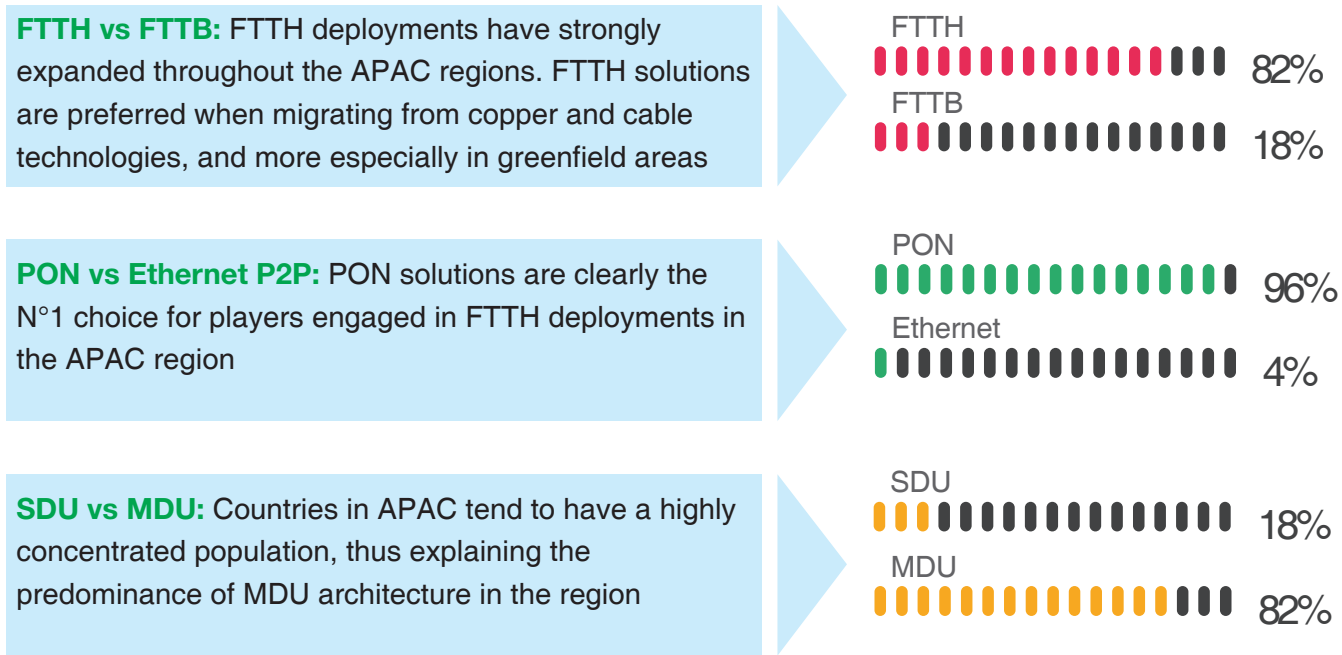 FTTH vs FTTB: FTTH deployments have strongly
expanded throughout the APAC regions. FTTH solutions
are preferred when migrating from copper and cable
technologies, and more especially in greenfield areas
FTTH
82%
FTTB
18%
PON vs Ethernet P2P: PON solutions are clearly the
N°1 choice for players engaged in FTTH deployments in
the APAC region
PON
96%
Ethernet
4%
SDU vs MDU: Countries in APAC tend to have a highly
concentrated population, thus explaining the
predominance of MDU architecture in the region
SDU
18%
MDU
82%